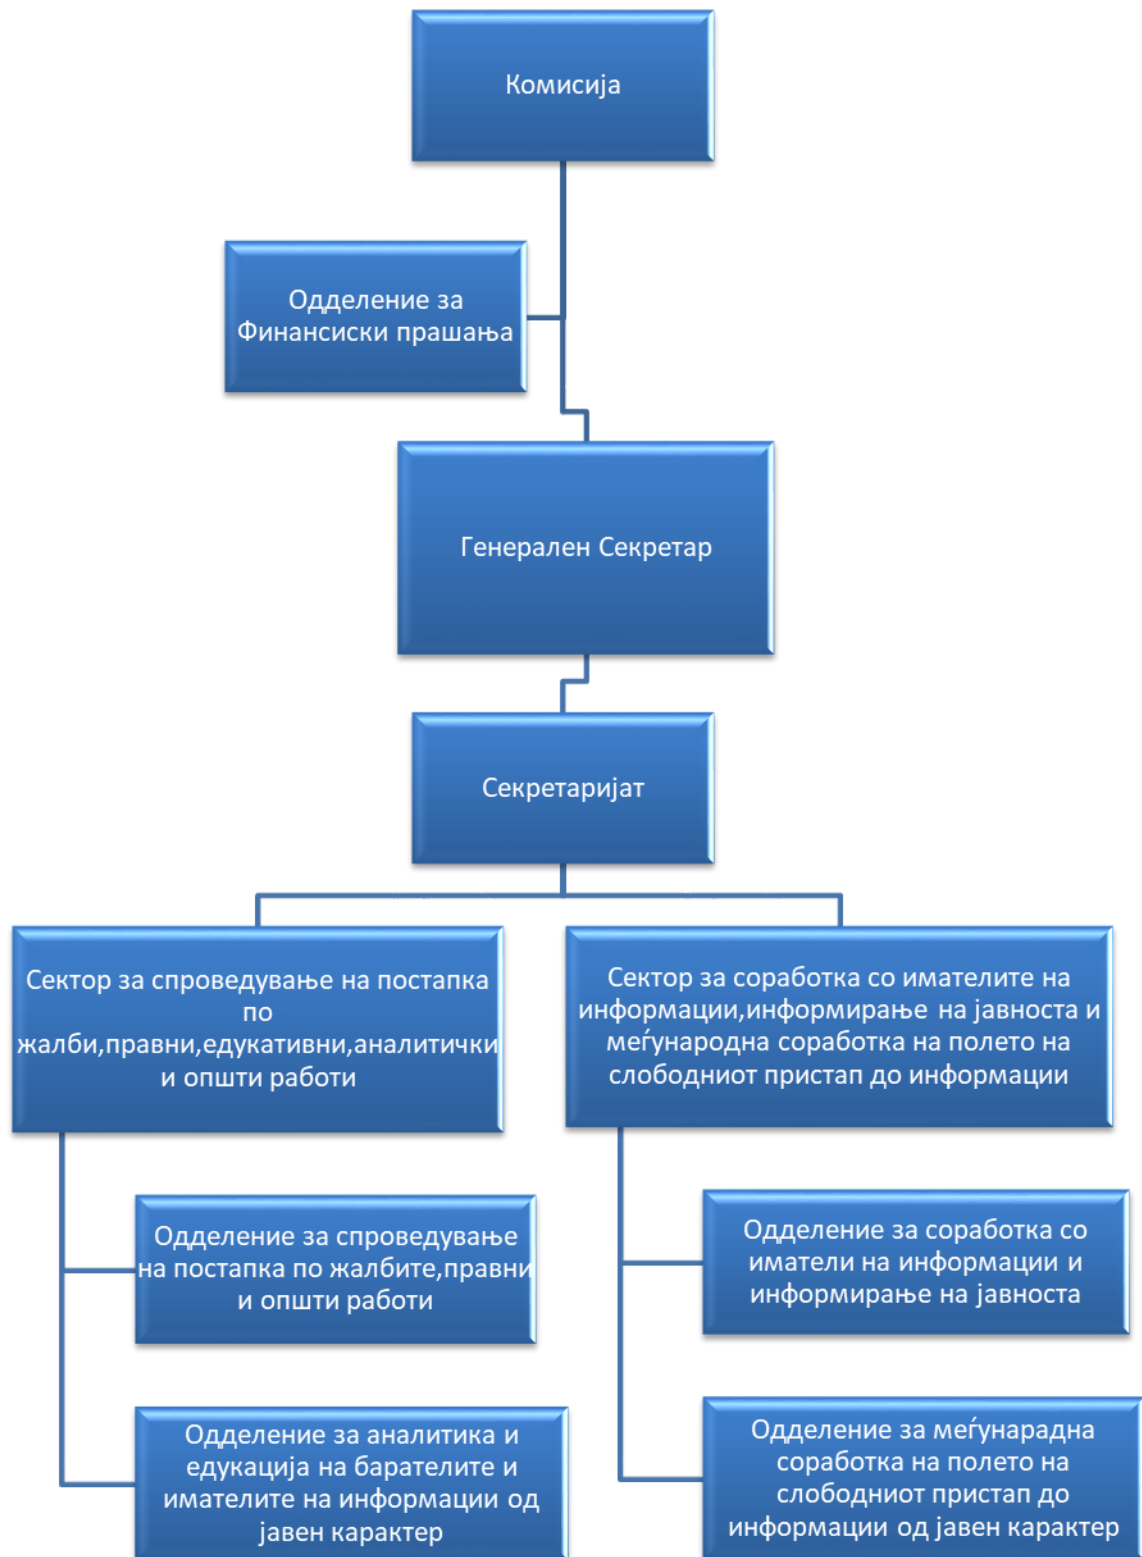 Комисија
Одделение за
Финансиски прашања
Генерален Секретар
Секретаријат
Сектор за спроведување на постапка
по
жалби,правни,едукативни,аналитички
и општи работи
Сектор за соработка со имателите на
информации,информирање на јавноста и
меѓународна соработка на полето на
слободниот пристап до информации
Одделение за спроведување
на постапка по жалбите,правни
и општи работи
Одделение за соработка со
иматели на информации и
информирање на јавноста
Одделение за аналитика и
едукација на барателите и
имателите на информации од
јавен карактер
Одделение за меѓунарадна
соработка на полето на
слободниот пристап до
информации од јавен карактер